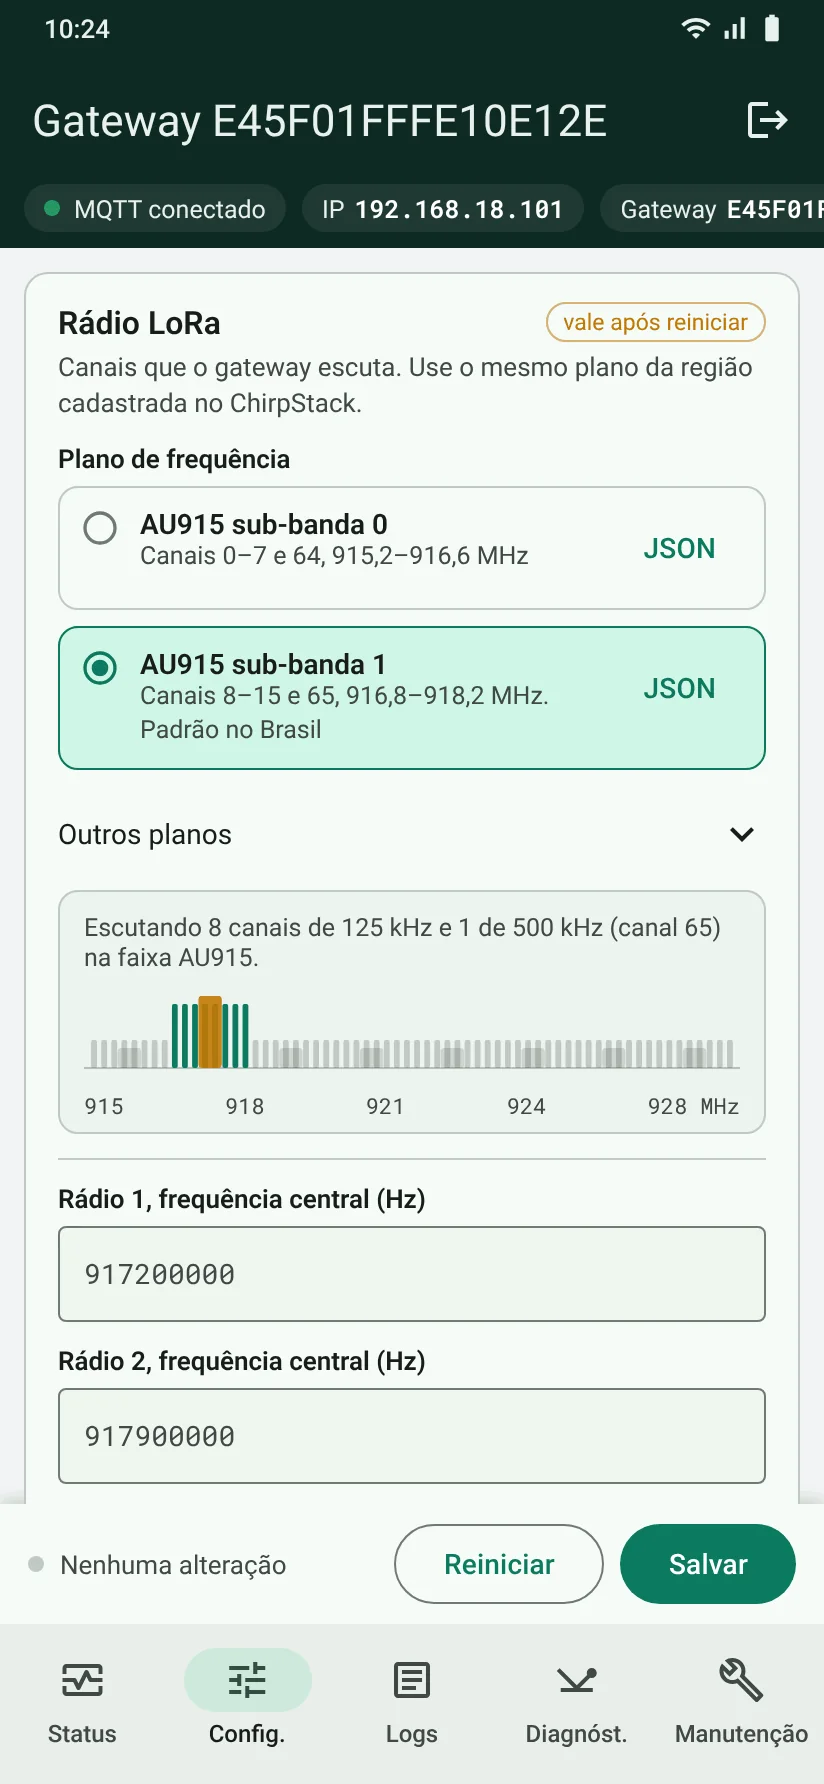 10:24
Gateway E45F01FFFE10E12E
MQTT conectado
IP 192.168.18.101
Gateway E45F01F
Rádio LoRa
vale após reiniciar
Canais que o gateway escuta. Use o mesmo plano da região
cadastrada no ChirpStack.
Plano de frequência
AU915 sub-banda 0
Canais 0–7 e 64, 915,2–916,6 MHz
JSON
AU915 sub-banda 1
Canais 8–15 e 65, 916,8–918,2 MHz.
Padrão no Brasil
JSON
Outros planos
Escutando 8 canais de 125 kHz e 1 de 500 kHz (canal 65)
na faixa AU915.
915 918 921 924 928 MHz
Rádio 1, frequência central (Hz)
917200000
Rádio 2, frequência central (Hz)
917900000
Nenhuma alteração
Reiniciar
Salvar
Status
Config.
Logs
Diagnóst.
Manutenção